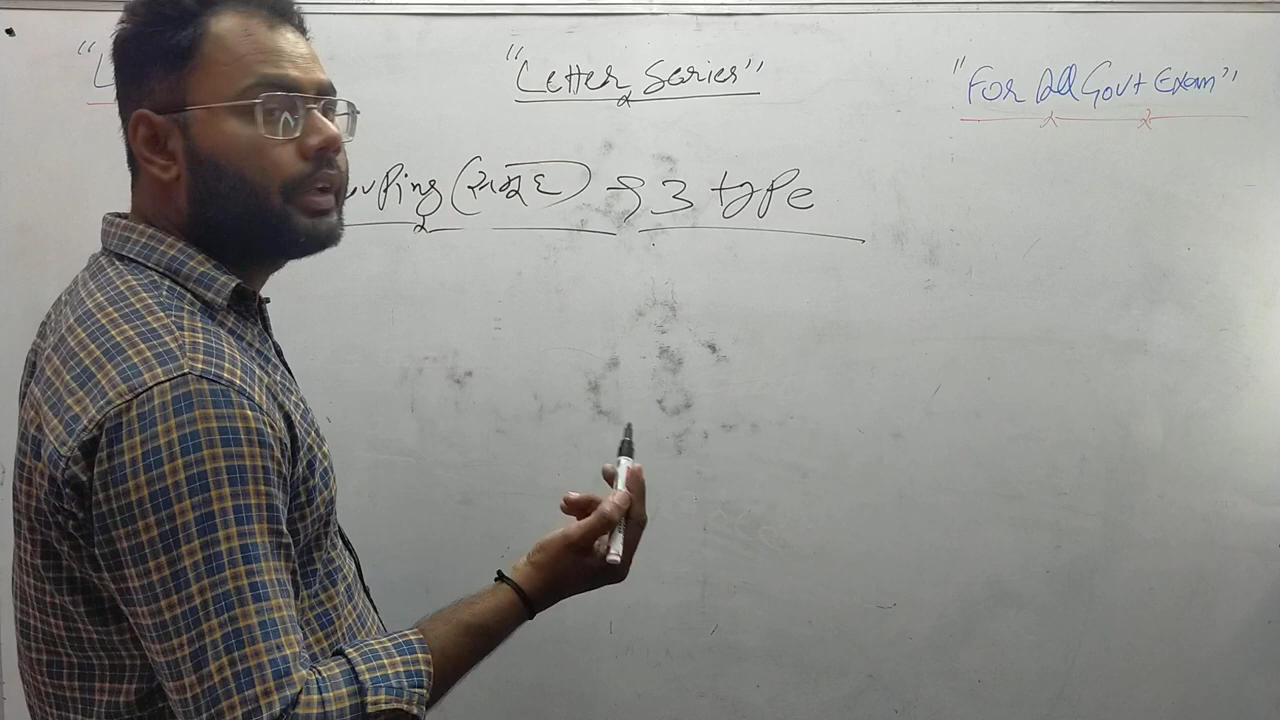 "L
"Letter Series"
"For All Govt Exam"
uping (समूह) → 3 type